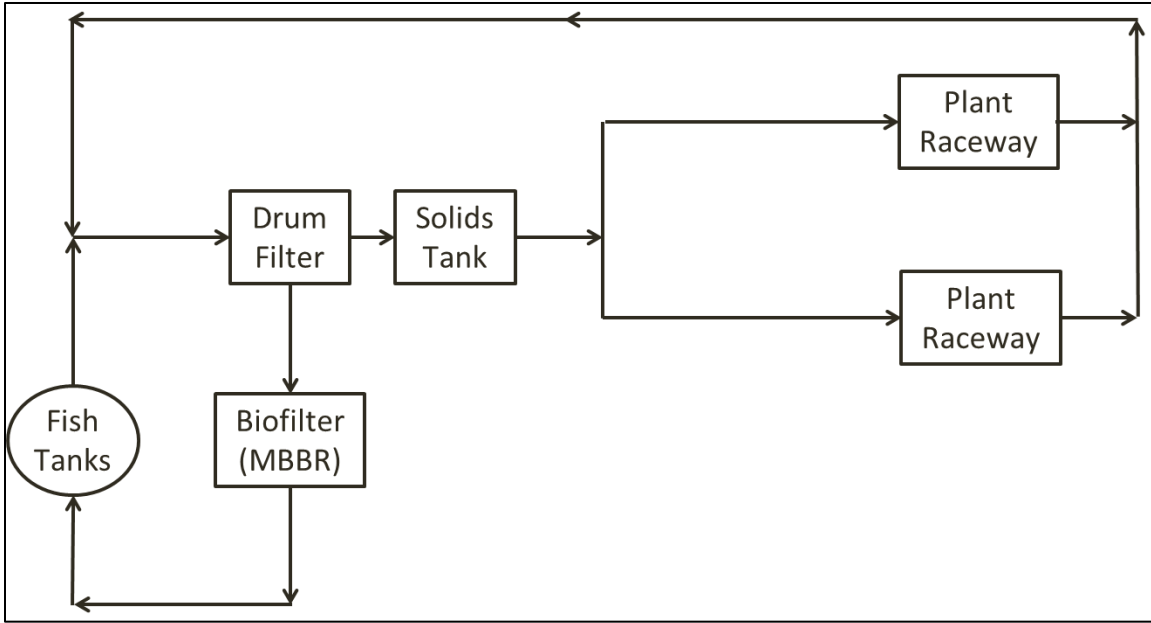 Plant
Raceway
Drum
Filter
Solids
Tank
Plant
Raceway
Fish
Tanks
Biofilter
(MBBR)